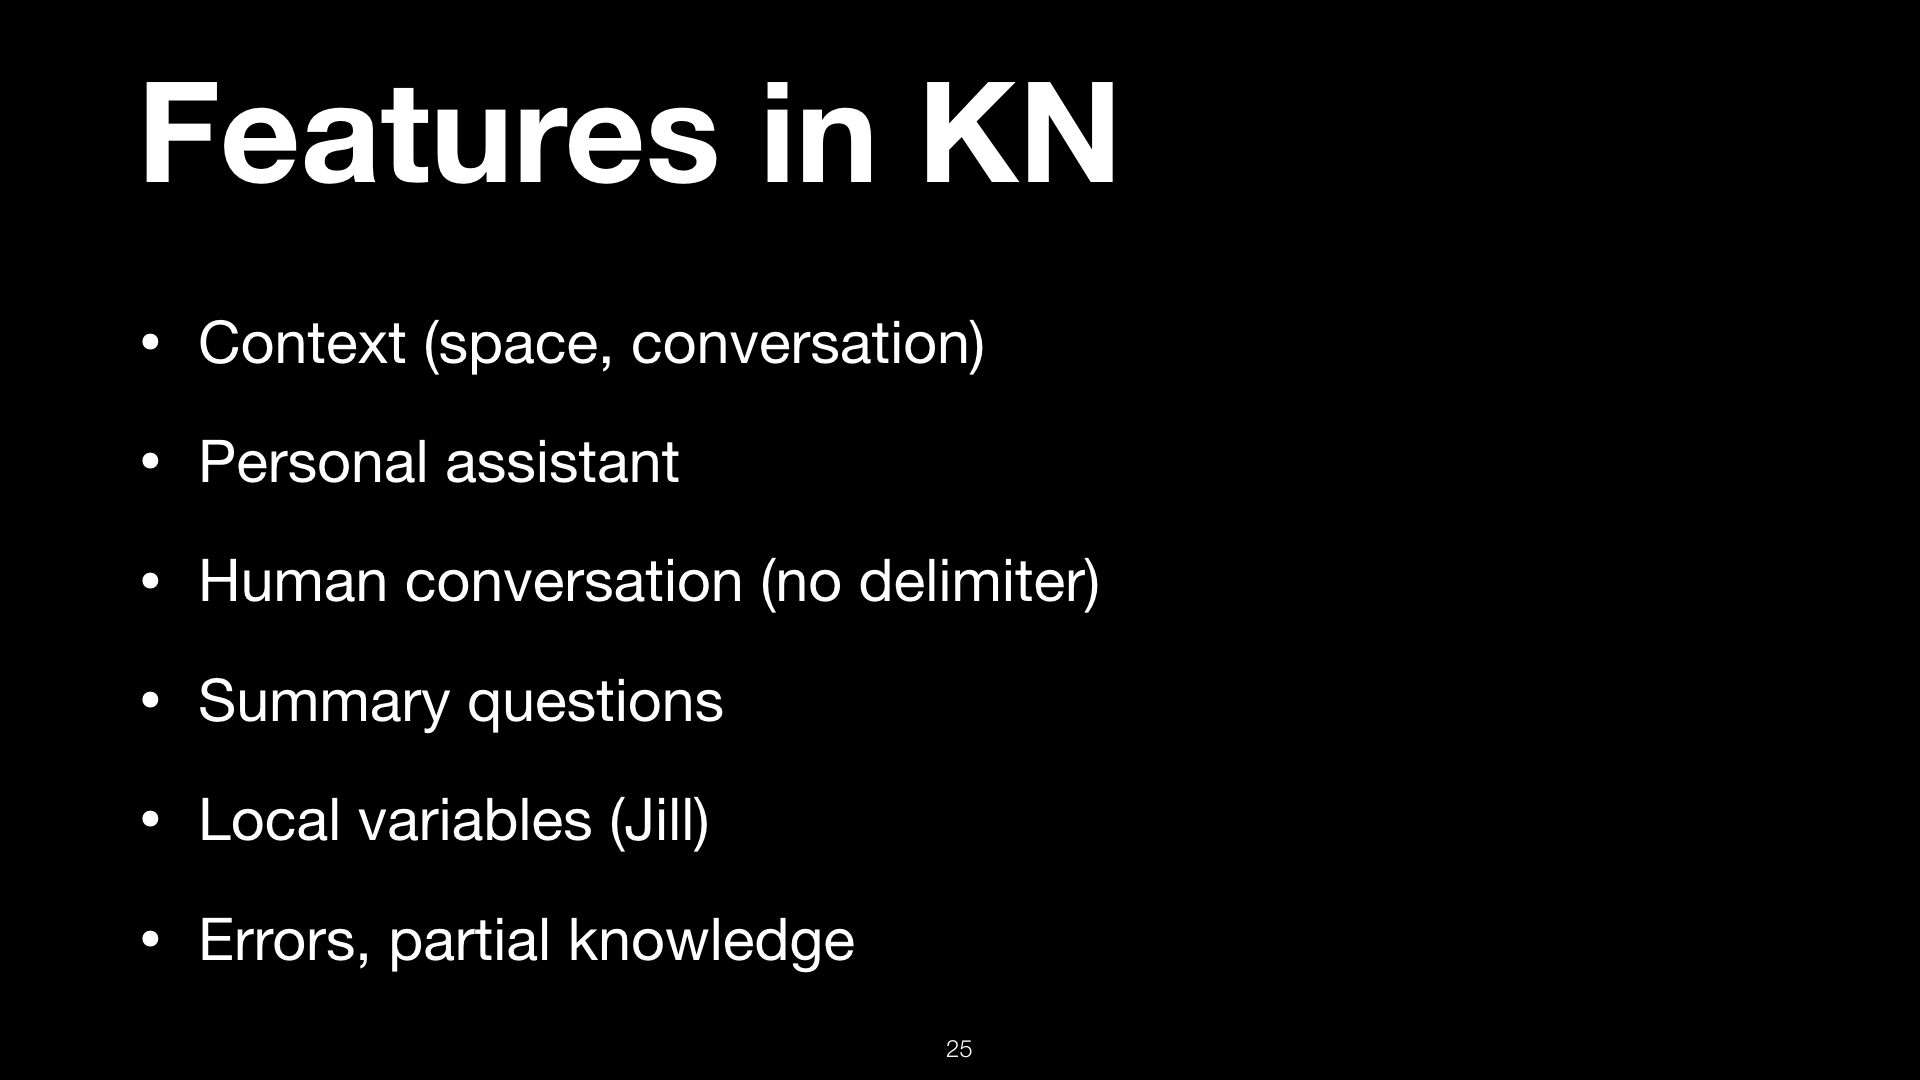 Features in KN
• Context (space, conversation)
• Personal assistant
• Human conversation (no delimiter)
• Summary questions
• Local variables (Jill)
• Errors, partial knowledge
25